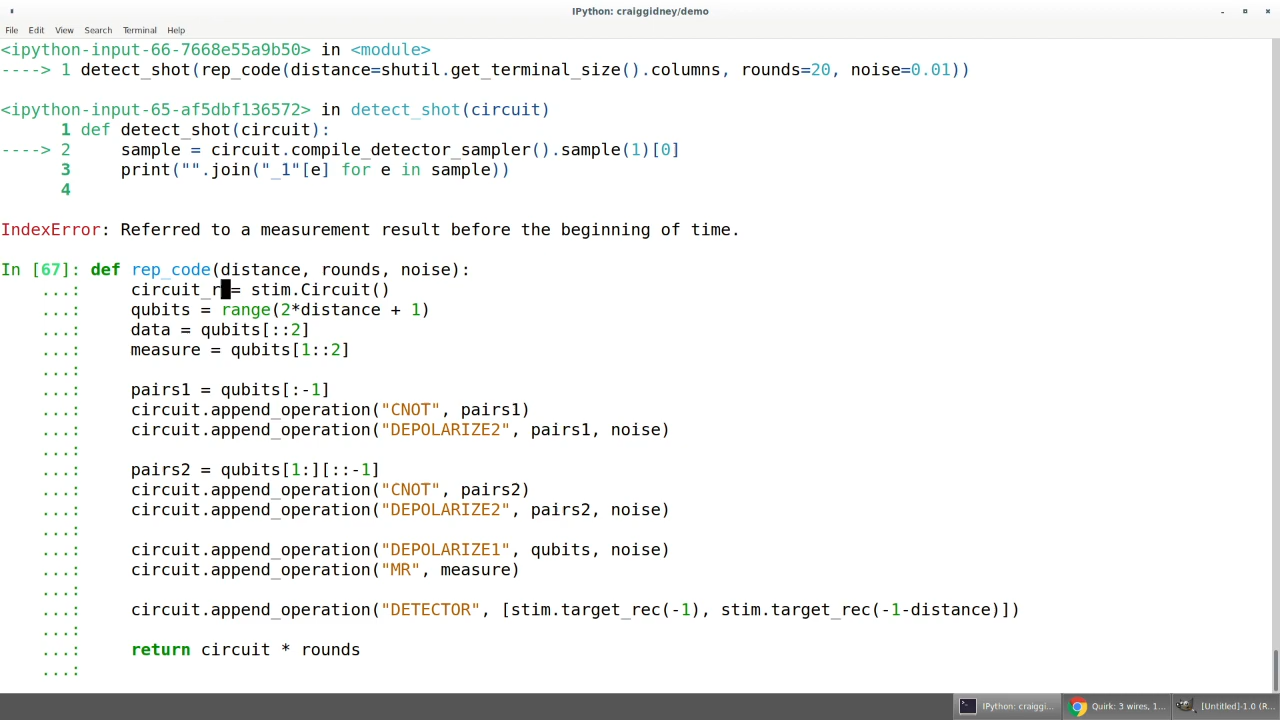 IPython: craiggidney/demo
File Edit View Search Terminal Help
<ipython-input-66-7668e55a9b50> in <module>
----> 1 detect_shot(rep_code(distance=shutil.get_terminal_size().columns, rounds=20, noise=0.01))
<ipython-input-65-af5dbf136572> in detect_shot(circuit)
1 def detect_shot(circuit):
----> 2     sample = circuit.compile_detector_sampler().sample(1)[0]
3     print("".join("_1"[e] for e in sample))
4
IndexError: Referred to a measurement result before the beginning of time.
In [67]: def rep_code(distance, rounds, noise):
...:     circuit_r = stim.Circuit()
...:     qubits = range(2*distance + 1)
...:     data = qubits[::2]
...:     measure = qubits[1::2]
...:
...:     pairs1 = qubits[:-1]
...:     circuit.append_operation("CNOT", pairs1)
...:     circuit.append_operation("DEPOLARIZE2", pairs1, noise)
...:
...:     pairs2 = qubits[1:][::-1]
...:     circuit.append_operation("CNOT", pairs2)
...:     circuit.append_operation("DEPOLARIZE2", pairs2, noise)
...:
...:     circuit.append_operation("DEPOLARIZE1", qubits, noise)
...:     circuit.append_operation("MR", measure)
...:
...:     circuit.append_operation("DETECTOR", [stim.target_rec(-1), stim.target_rec(-1-distance)])
...:
...:     return circuit * rounds
...:
IPython: craiggi... Quirk: 3 wires, 1... [Untitled]-1.0 (R...